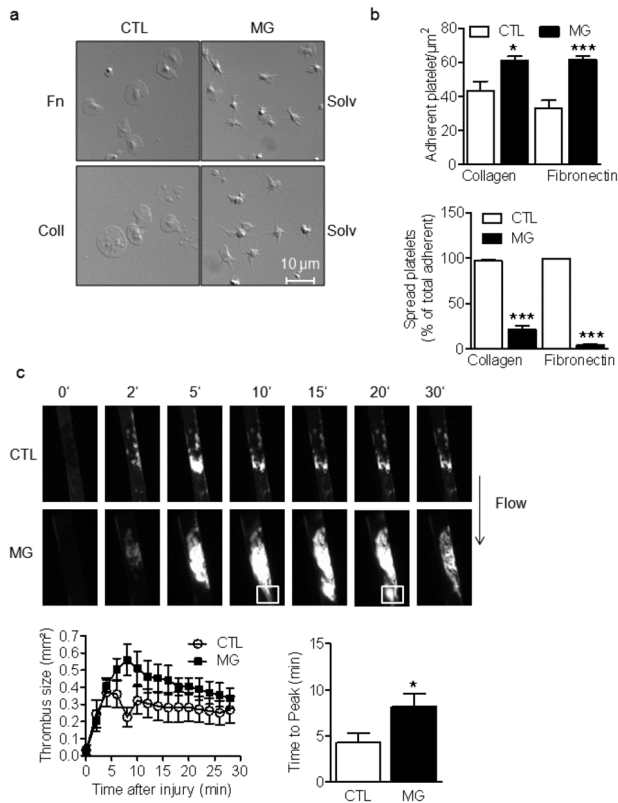 a
CTL MG
Fn Solv
Coll Solv
10 µm
b
CTL MG
* ***
Adherent platelet/µm²
80
60
40
20
0
Collagen Fibronectin
CTL
MG
*** ***
Spread platelets
(% of total adherent)
150
100
50
0
Collagen Fibronectin
c
0' 2' 5' 10' 15' 20' 30'
CTL
MG
Flow
Thrombus size (mm²)
0.7
0.6
0.5
0.4
0.3
0.2
0.1
0.0
CTL
MG
0 5 10 15 20 25 30
Time after injury (min)
Time to Peak (min)
15
10
5
0
*
CTL MG